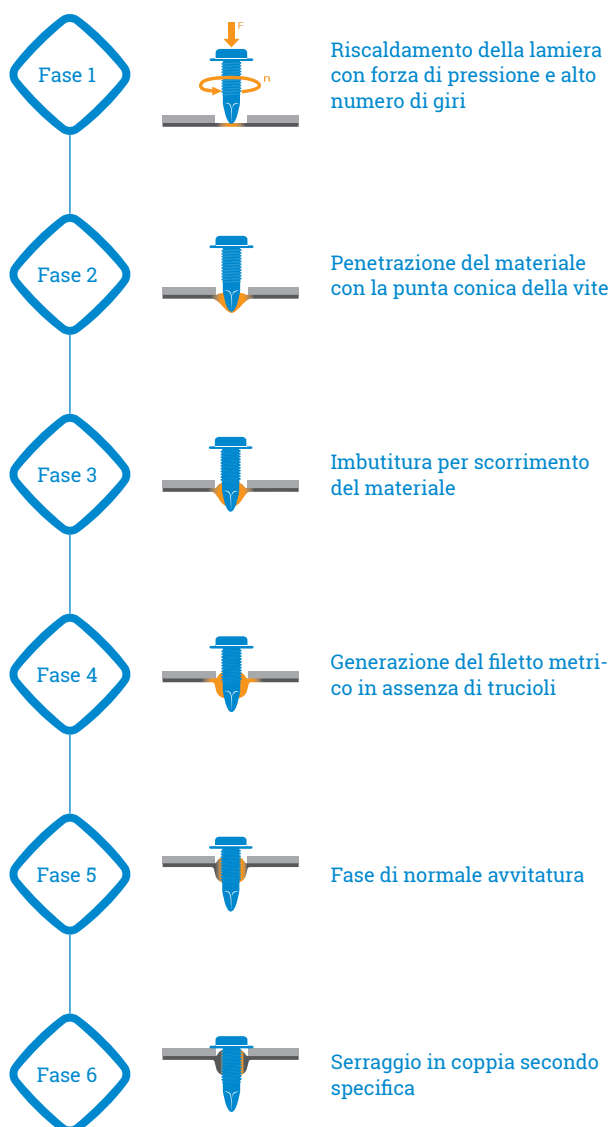 Fase 1
F
n
Riscaldamento della lamiera
con forza di pressione e alto
numero di giri
Fase 2
Penetrazione del materiale
con la punta conica della vite
Fase 3
Imbutitura per scorrimento
del materiale
Fase 4
Generazione del filetto metri-
co in assenza di trucioli
Fase 5
Fase di normale avvitatura
Fase 6
Serraggio in coppia secondo
specifica